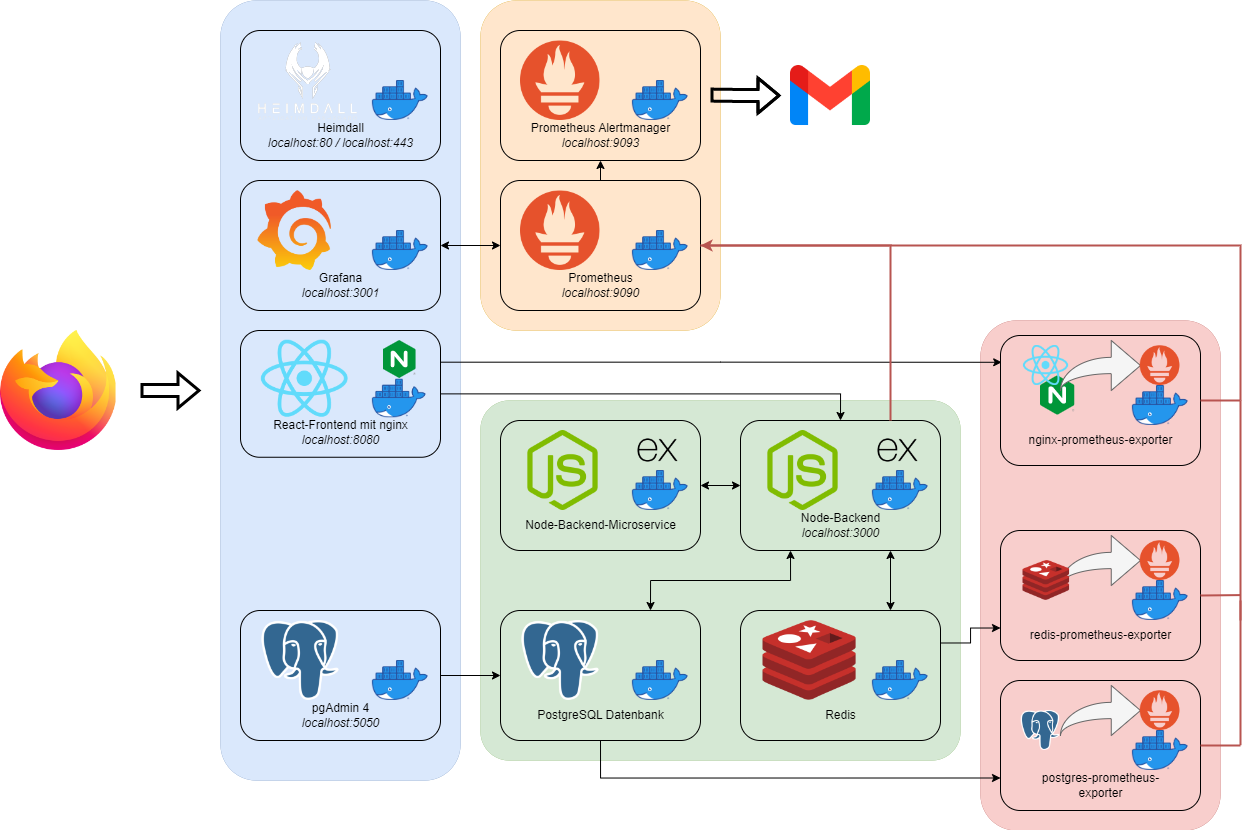 HEIMDALL
Heimdall
localhost:80 / localhost:443
Prometheus Alertmanager
localhost:9093
Grafana
localhost:3001
Prometheus
localhost:9090
N
React-Frontend mit nginx
localhost:8080
N
nginx-prometheus-exporter
JS
ex
Node-Backend-Microservice
JS
ex
Node-Backend
localhost:3000
redis-prometheus-exporter
pgAdmin 4
localhost:5050
PostgreSQL Datenbank
Redis
postgres-prometheus-
exporter